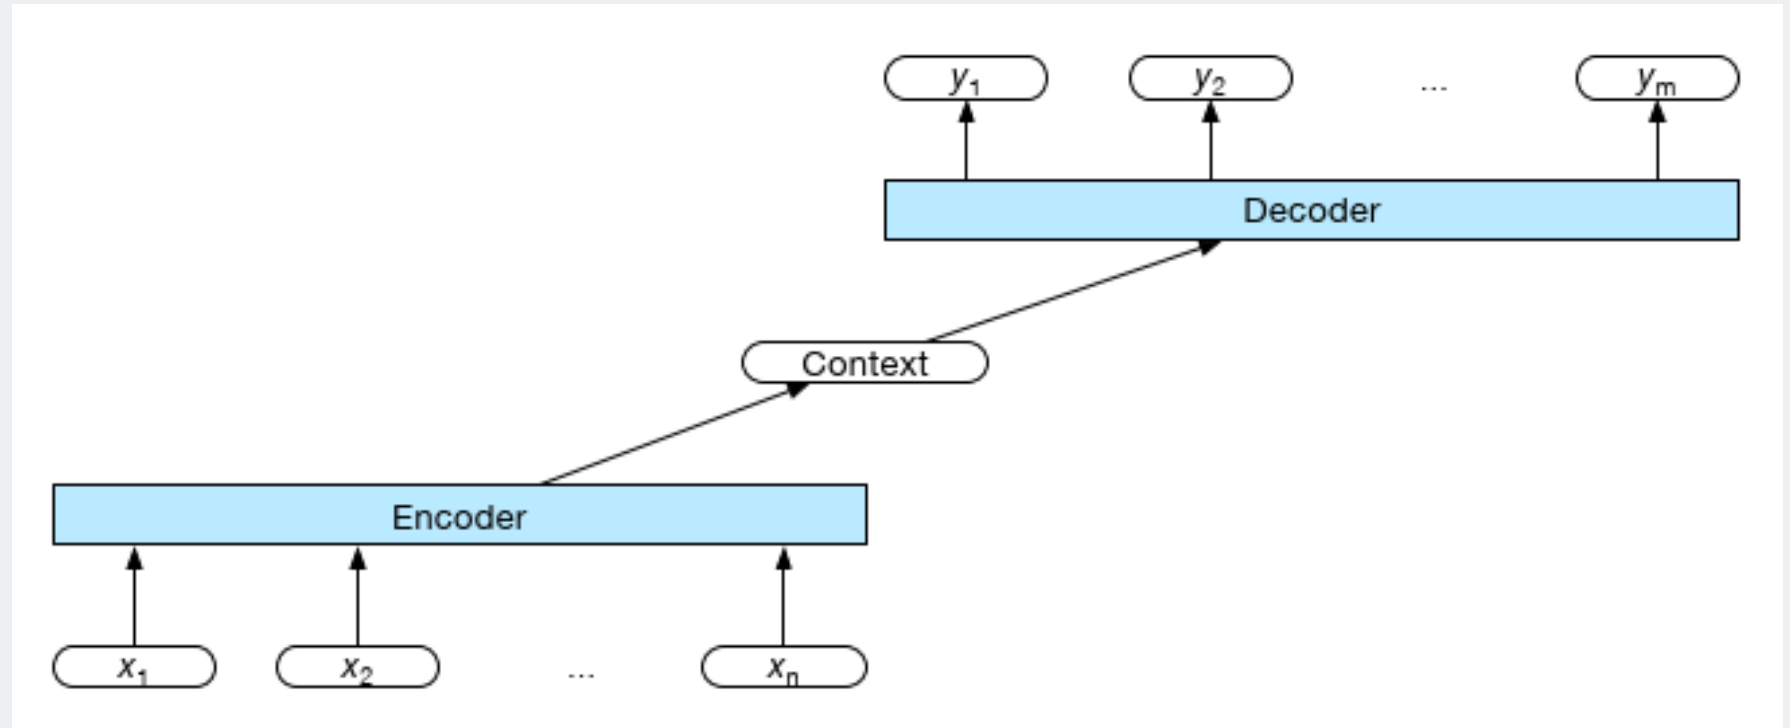 y₁ y₂ ... yₘ
Decoder
Context
Encoder
x₁ x₂ ... xₙ